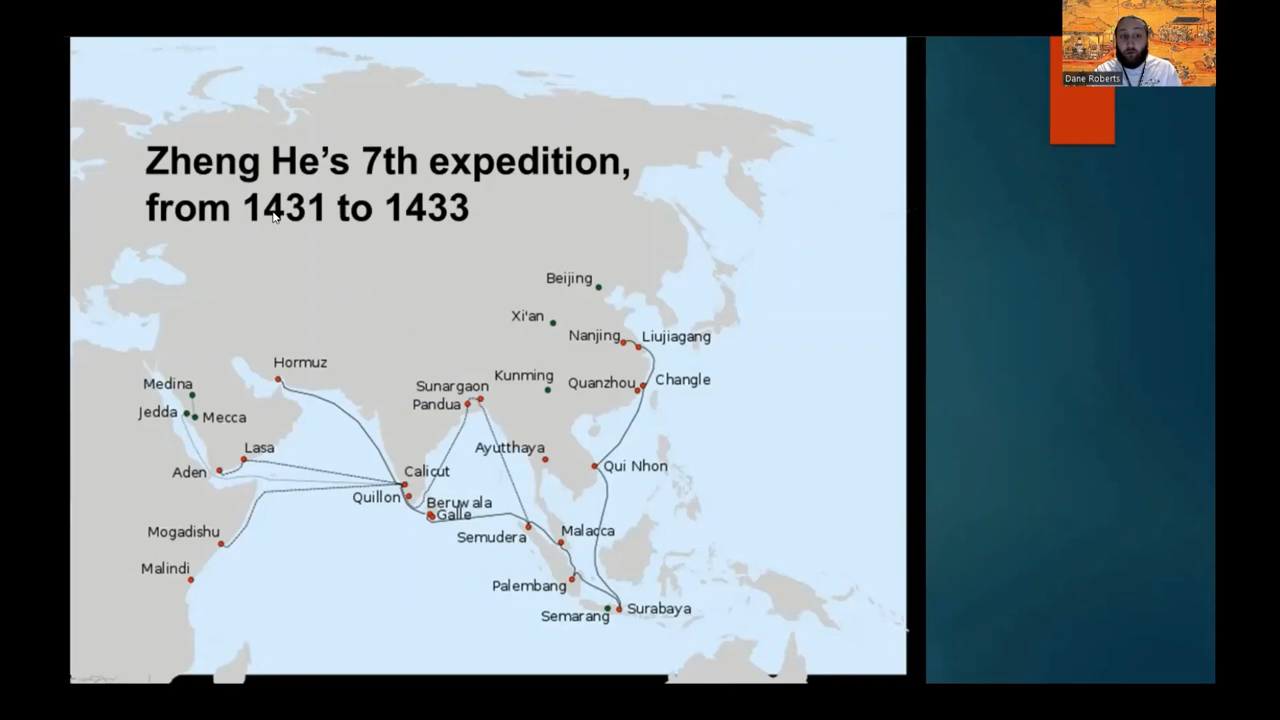 Dane Roberts
Zheng He’s 7th expedition,
from 1431 to 1433
Beijing
Xi'an
Nanjing
Liujiagang
Hormuz
Kunming
Quanzhou
Changle
Medina
Sunargaon
Pandua
Jedda
Mecca
Lasa
Ayutthaya
Aden
Calicut
Qui Nhon
Quillon
Beruwala
Galle
Mogadishu
Semudera
Malacca
Malindi
Palembang
Semarang
Surabaya